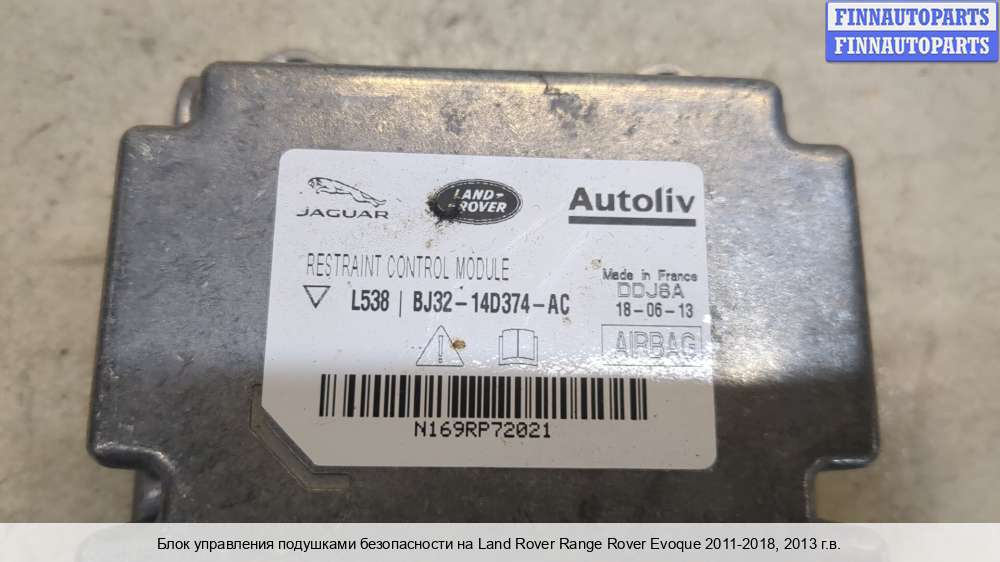 FINNAUTOPARTS
FINNAUTOPARTS
JAGUAR
LAND-
ROVER
Autoliv
RESTRAINT CONTROL MODULE
L538 | BJ32-14D374-AC
Made in France
DDJ8A
18-06-13
AIRBAG
N169RP72021
Блок управления подушками безопасности на Land Rover Range Rover Evoque 2011-2018, 2013 г.в.